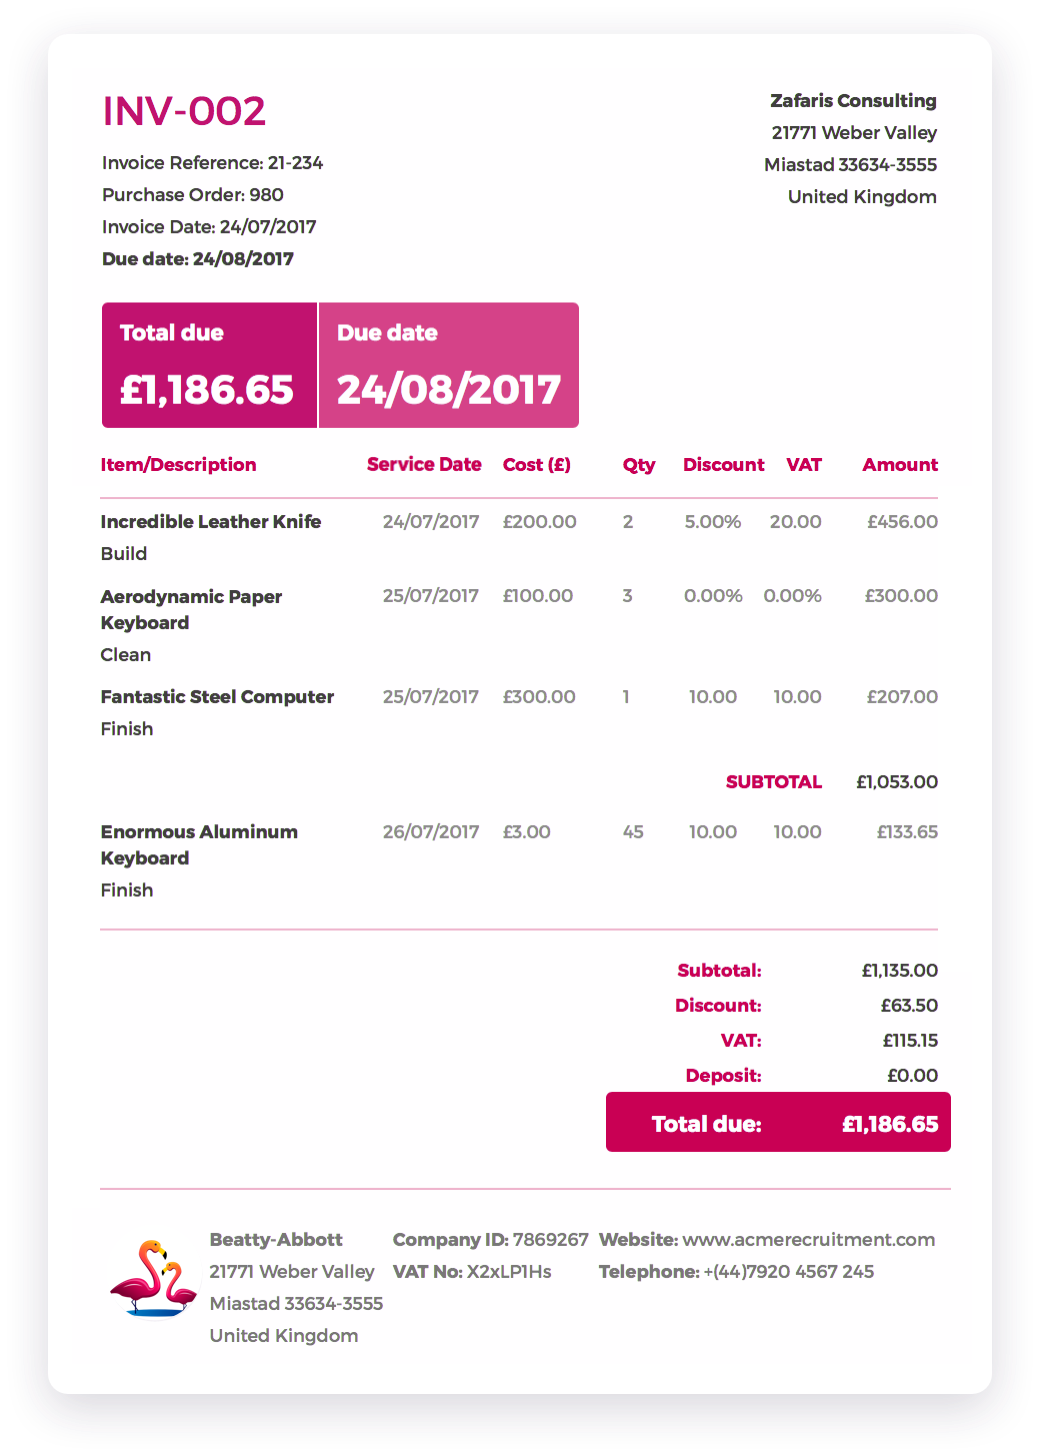 INV-002
Invoice Reference: 21-234
Purchase Order: 980
Invoice Date: 24/07/2017
Due date: 24/08/2017
Zafaris Consulting
21771 Weber Valley
Miastad 33634-3555
United Kingdom
Total due
£1,186.65
Due date
24/08/2017
Item/Description Service Date Cost (£) Qty Discount VAT Amount
Incredible Leather Knife 24/07/2017 £200.00 2 5.00% 20.00 £456.00
Build
Aerodynamic Paper 25/07/2017 £100.00 3 0.00% 0.00% £300.00
Keyboard
Clean
Fantastic Steel Computer 25/07/2017 £300.00 1 10.00 10.00 £207.00
Finish
SUBTOTAL £1,053.00
Enormous Aluminum 26/07/2017 £3.00 45 10.00 10.00 £133.65
Keyboard
Finish
Subtotal: £1,135.00
Discount: £63.50
VAT: £115.15
Deposit: £0.00
Total due: £1,186.65
Beatty-Abbott
21771 Weber Valley
Miastad 33634-3555
United Kingdom
Company ID: 7869267
VAT No: X2xLP1Hs
Website: www.acmerecruitment.com
Telephone: +(44)7920 4567 245